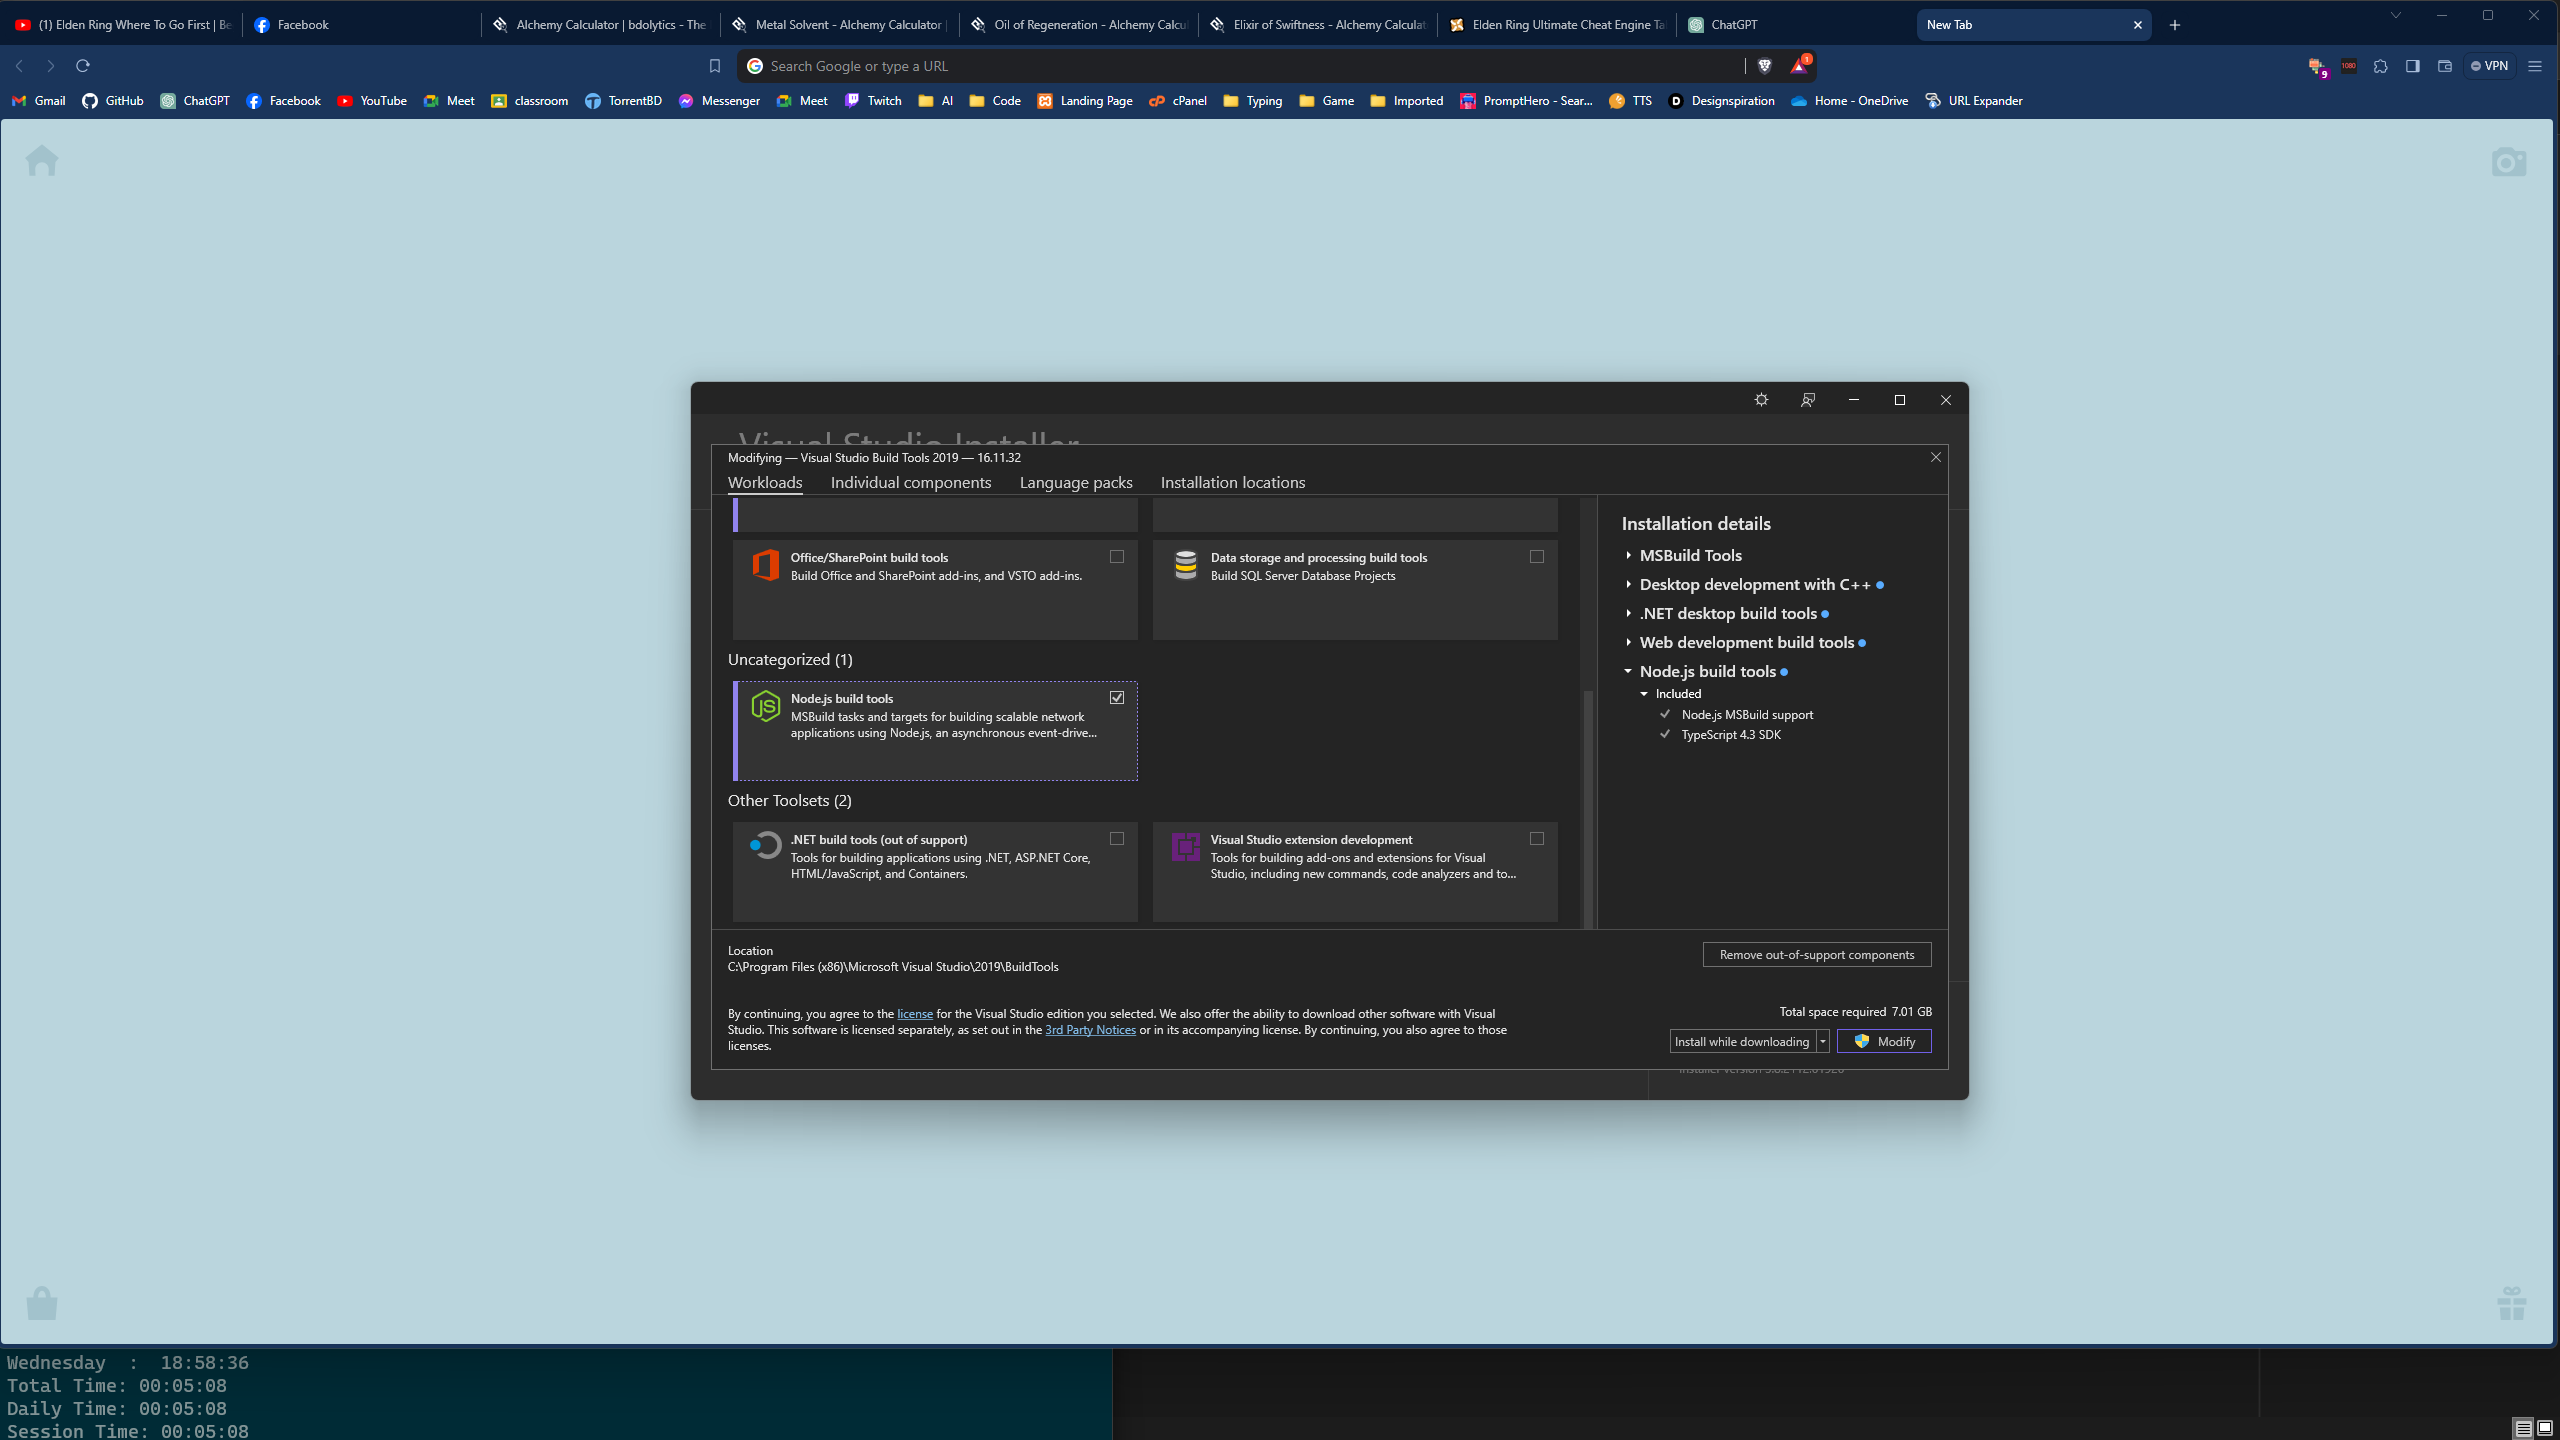 (1) Elden Ring Where To Go First | Be
Facebook
Alchemy Calculator | bdolytics - The
Metal Solvent - Alchemy Calculator |
Oil of Regeneration - Alchemy Calcul
Elixir of Swiftness - Alchemy Calculat
Elden Ring Ultimate Cheat Engine Ta
ChatGPT
New Tab
Search Google or type a URL
1
9
1080
VPN
Gmail
GitHub
ChatGPT
Facebook
YouTube
Meet
classroom
TorrentBD
Messenger
Meet
Twitch
AI
Code
Landing Page
cPanel
Typing
Game
Imported
PromptHero - Sear...
TTS
Designspiration
Home - OneDrive
URL Expander
Visual Studio Installer
Modifying — Visual Studio Build Tools 2019 — 16.11.32
Workloads
Individual components
Language packs
Installation locations
Office/SharePoint build tools
Build Office and SharePoint add-ins, and VSTO add-ins.
Data storage and processing build tools
Build SQL Server Database Projects
Uncategorized (1)
Node.js build tools
MSBuild tasks and targets for building scalable network
applications using Node.js, an asynchronous event-drive...
Other Toolsets (2)
.NET build tools (out of support)
Tools for building applications using .NET, ASP.NET Core,
HTML/JavaScript, and Containers.
Visual Studio extension development
Tools for building add-ons and extensions for Visual
Studio, including new commands, code analyzers and to...
Installation details
MSBuild Tools
Desktop development with C++
.NET desktop build tools
Web development build tools
Node.js build tools
Included
Node.js MSBuild support
TypeScript 4.3 SDK
Location
C:\Program Files (x86)\Microsoft Visual Studio\2019\BuildTools
Remove out-of-support components
By continuing, you agree to the license for the Visual Studio edition you selected. We also offer the ability to download other software with Visual
Studio. This software is licensed separately, as set out in the 3rd Party Notices or in its accompanying license. By continuing, you also agree to those
licenses.
Total space required 7.01 GB
Install while downloading
Modify
Wednesday : 18:58:36
Total Time: 00:05:08
Daily Time: 00:05:08
Session Time: 00:05:08